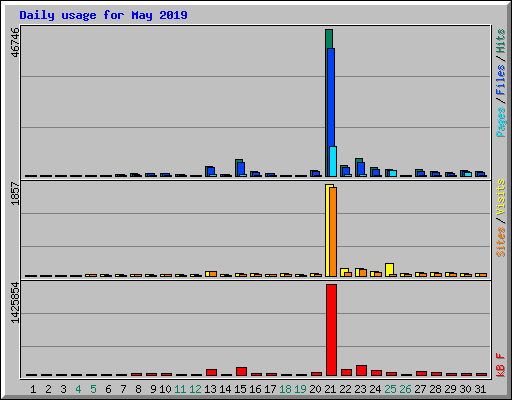 Daily usage for May 2019
46746
Pages / Files / Hits
1857
Sites / Visits
1425854
kB F
1 2 3 4 5 6 7 8 9 10 11 12 13 14 15 16 17 18 19 20 21 22 23 24 25 26 27 28 29 30 31